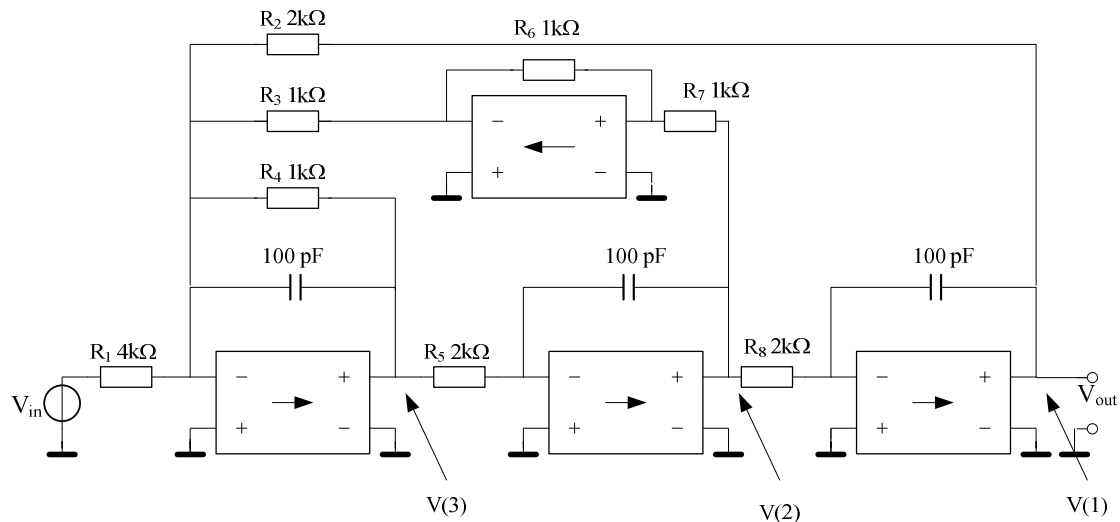 R₂ 2kΩ
R₆ 1kΩ
R₃ 1kΩ
R₇ 1kΩ
− +
+ −
R₄ 1kΩ
100 pF
100 pF
100 pF
R₁ 4kΩ
R₅ 2kΩ
R₈ 2kΩ
− +
− +
− +
Vin
Vout
+ −
+ −
+ −
V(3)
V(2)
V(1)